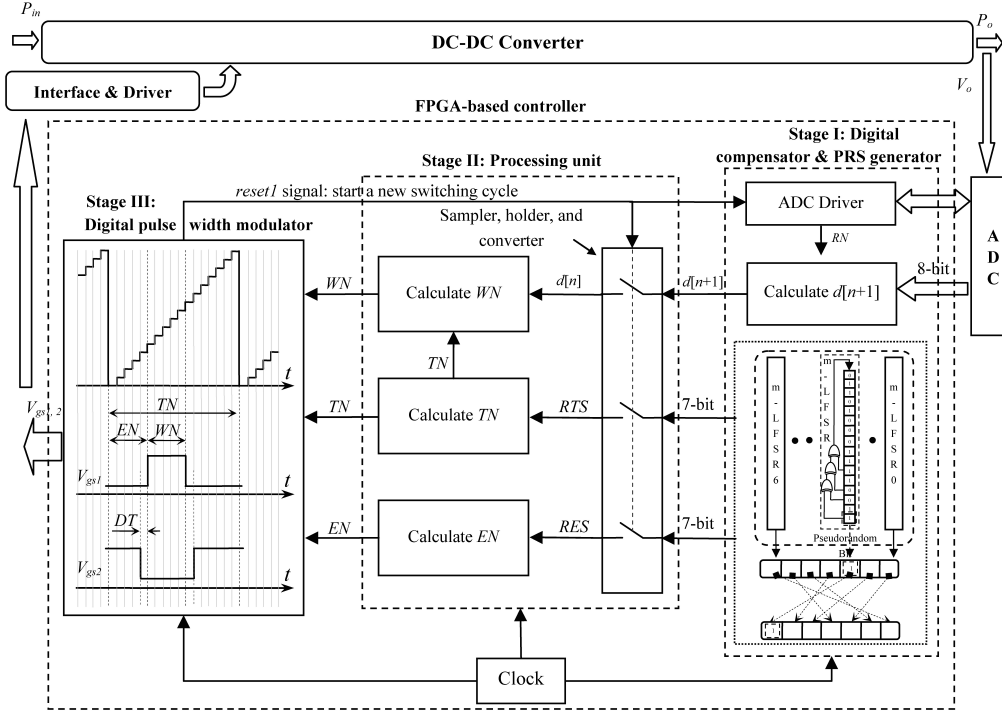 P_in
P_o
DC-DC Converter
Interface & Driver
V_o
FPGA-based controller
Stage I: Digital
compensator & PRS generator
Stage II: Processing unit
reset1 signal: start a new switching cycle
Stage III:
Digital pulse width modulator
Sampler, holder, and
converter
ADC Driver
A
D
C
RN
8-bit
WN
Calculate WN
d[n]
d[n+1]
Calculate d[n+1]
TN
t
TN
Calculate TN
RTS
7-bit
V_gs1, 2
TN
EN
WN
V_gs1
t
DT
V_gs2
t
EN
Calculate EN
RES
7-bit
m-LFSR6
m-LFSR
m-LFSR0
Pseudorandom
Clock